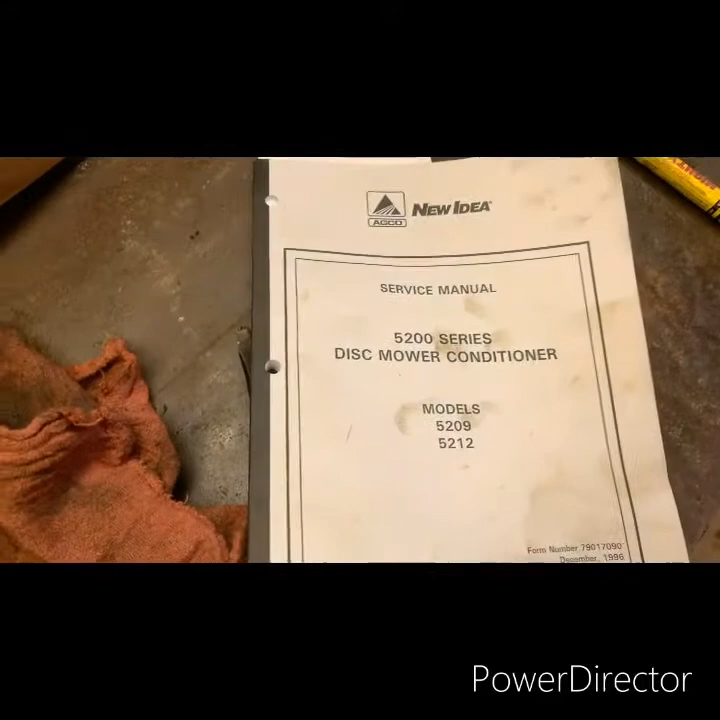 AGCO
NEW IDEA
SERVICE MANUAL
5200 SERIES
DISC MOWER CONDITIONER
MODELS
5209
5212
Form Number 79017090
December, 1996
PowerDirector